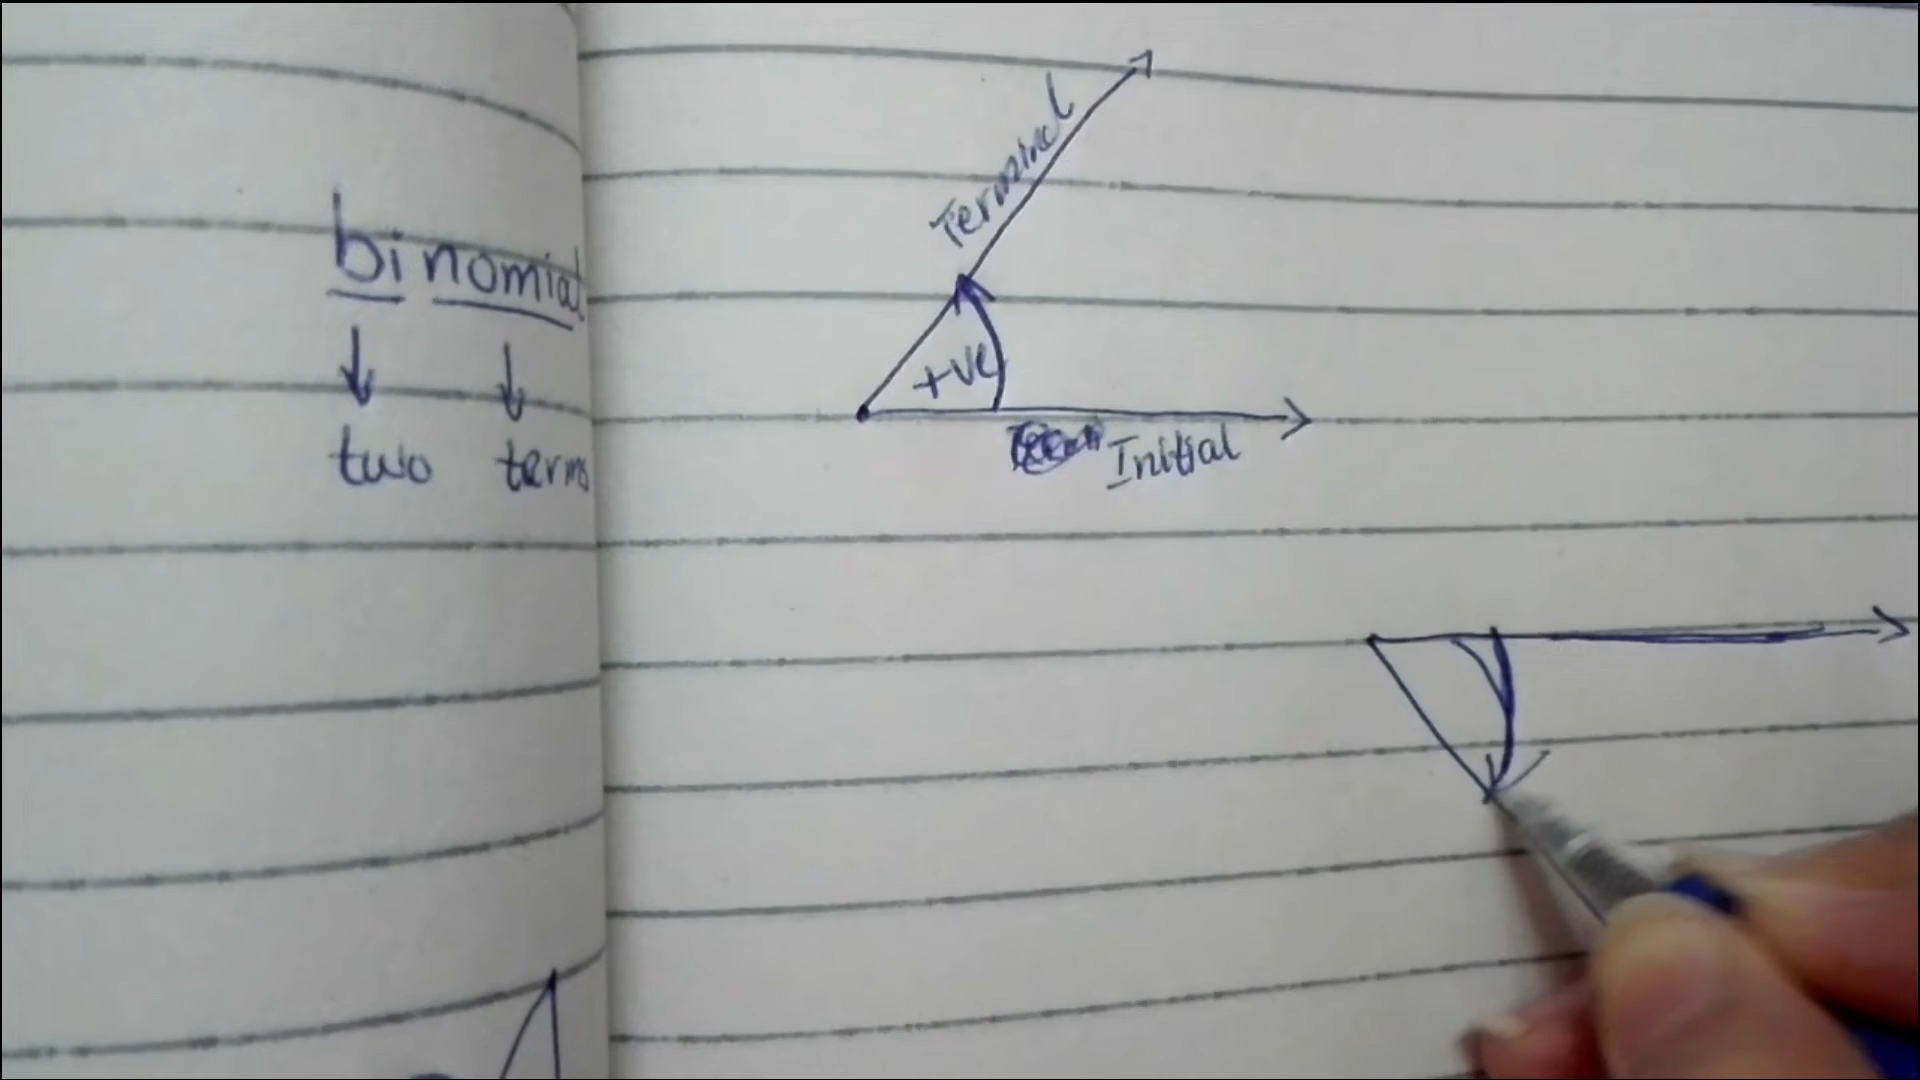 binomial
two terms
Terminal
+ve
Initial